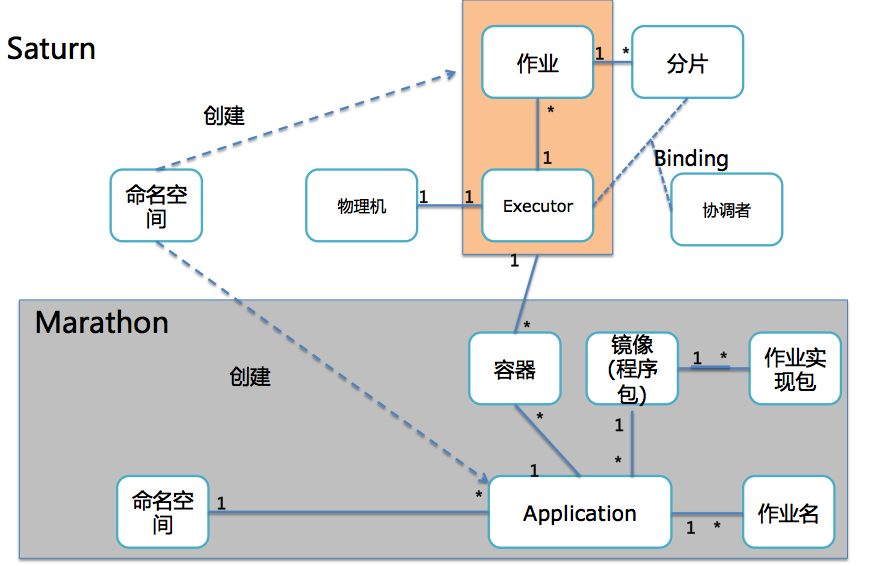 Saturn
作业
1
*
分片
创建
*
1
Binding
命名空
间
物理机
1
1
Executor
协调者
1
Marathon
*
容器
镜像
(程序
包)
1
*
作业实
现包
创建
*
1
1
*
命名空
间
1
*
Application
1
*
作业名